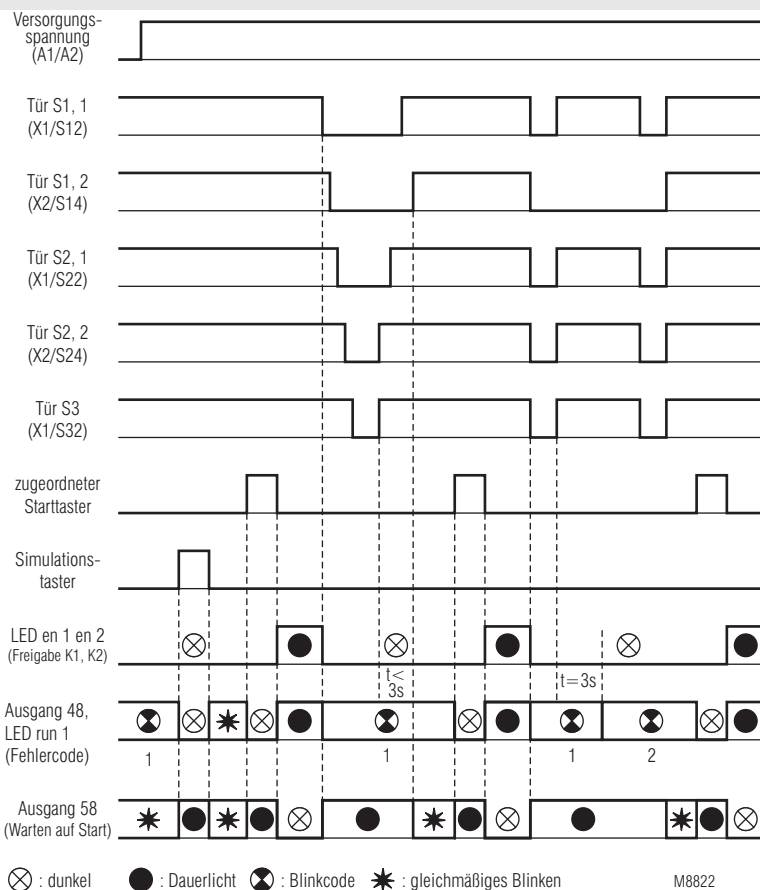 Versorgungs-
spannung
(A1/A2)
Tür S1, 1
(X1/S12)
Tür S1, 2
(X2/S14)
Tür S2, 1
(X1/S22)
Tür S2, 2
(X2/S24)
Tür S3
(X1/S32)
zugeordneter
Starttaster
Simulations-
taster
LED en 1 en 2
(Freigabe K1, K2)
t<
3s
t=3s
Ausgang 48,
LED run 1
(Fehlercode)
1
1
1
2
Ausgang 58
(Warten auf Start)
: dunkel : Dauerlicht : Blinkcode : gleichmäßiges Blinken M8822